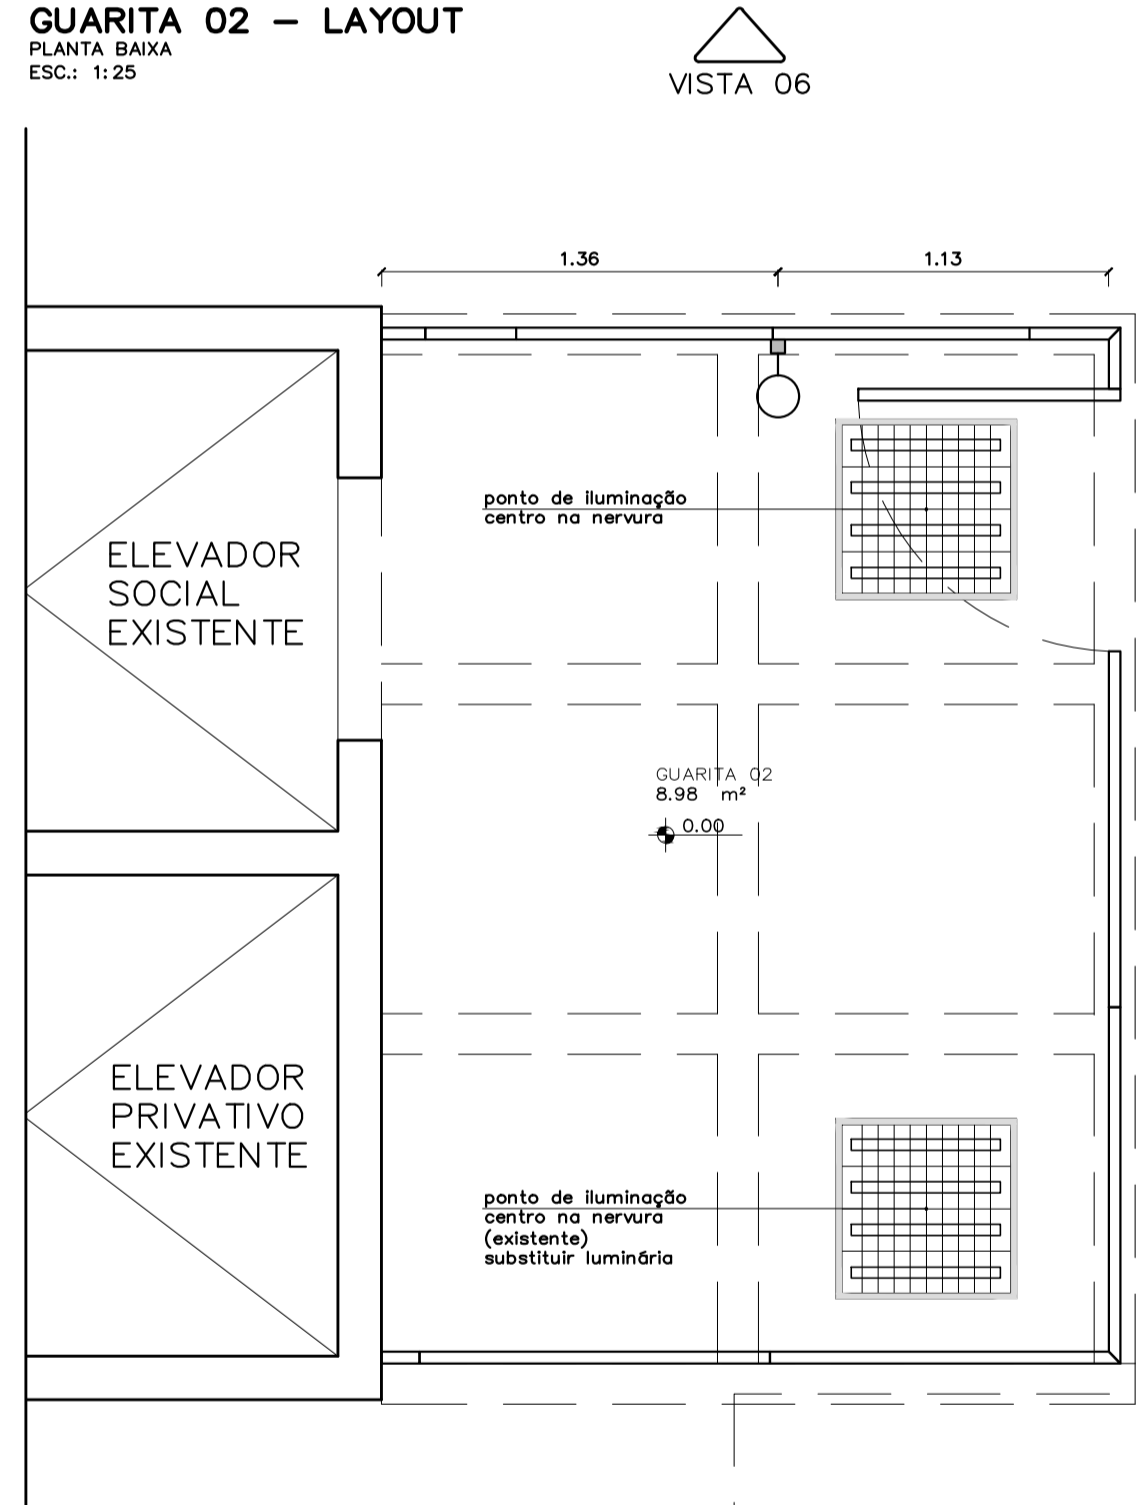 GUARITA 02 – LAYOUT
PLANTA BAIXA
ESC.: 1:25
VISTA 06
1.36
1.13
ponto de iluminação
centro na nervura
ELEVADOR
SOCIAL
EXISTENTE
GUARITA 02
8.98 m²
0.00
ELEVADOR
PRIVATIVO
EXISTENTE
ponto de iluminação
centro na nervura
(existente)
substituir luminária